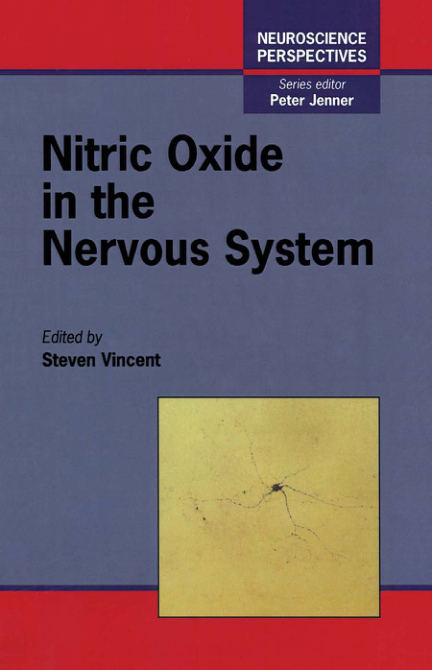 NEUROSCIENCE
PERSPECTIVES
Series editor
Peter Jenner
Nitric Oxide
in the
Nervous System
Edited by
Steven Vincent